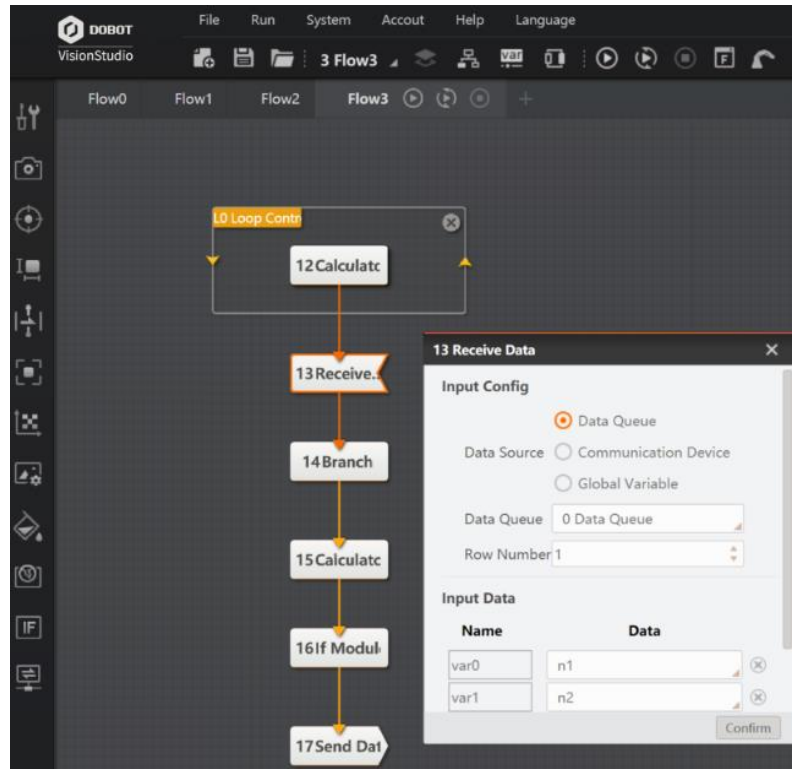 DOBOT
VisionStudio
File Run System Accout Help Language
3 Flow3
var
F
Flow0 Flow1 Flow2 Flow3
L0 Loop Contr
12Calculatc
13Receive..
14Branch
15Calculatc
16If Modul
17Send Dat
IF
13 Receive Data
Input Config
Data Queue
Data Source Communication Device
Global Variable
Data Queue 0 Data Queue
Row Number 1
Input Data
Name Data
var0 n1
var1 n2
Confirm